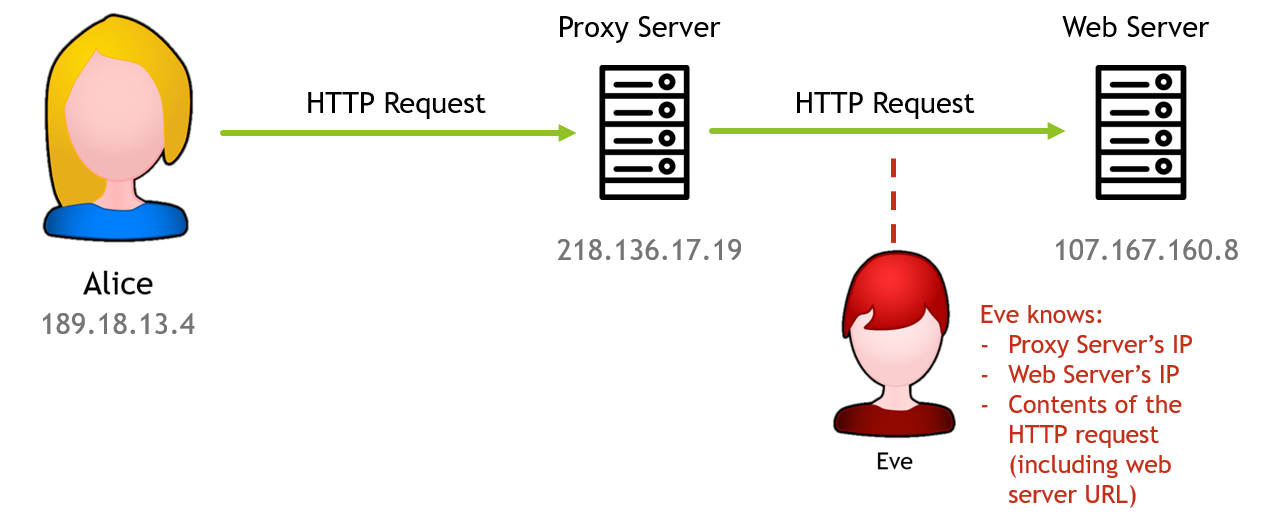 Proxy Server
Web Server
HTTP Request
HTTP Request
218.136.17.19
107.167.160.8
Alice
189.18.13.4
Eve knows:
- Proxy Server’s IP
- Web Server’s IP
- Contents of the
HTTP request
(including web
server URL)
Eve